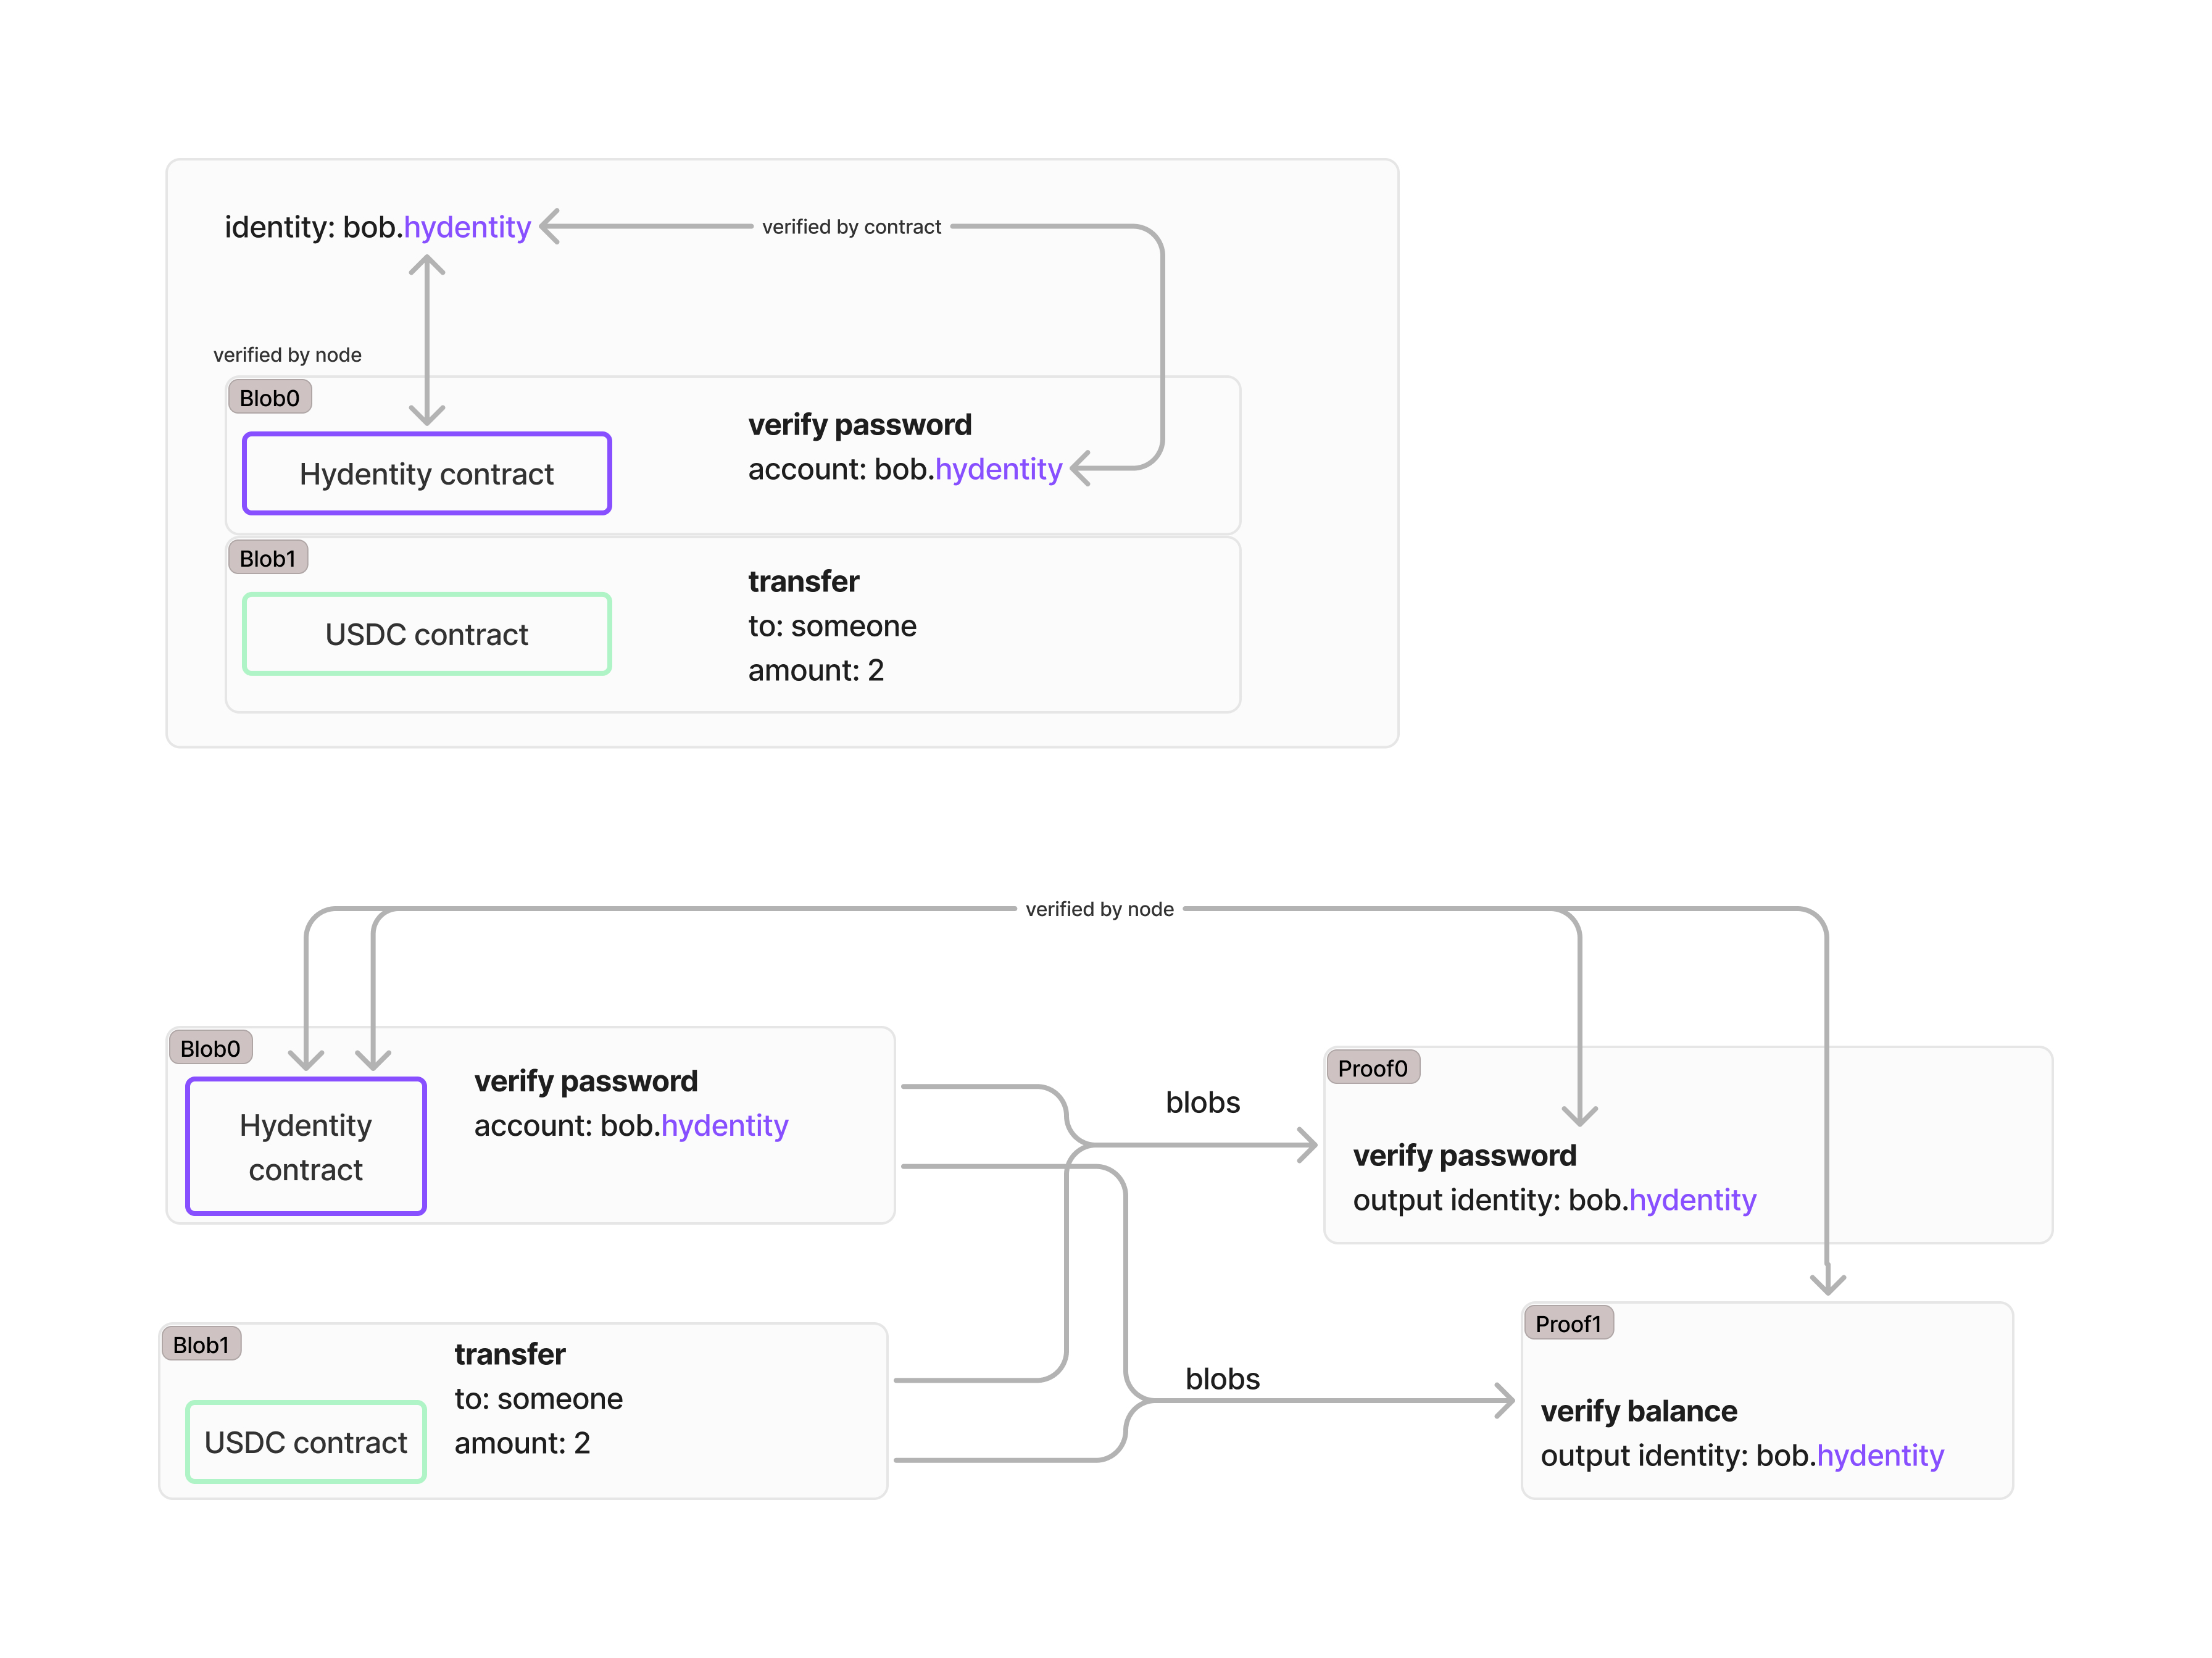 identity: bob.hydentity
verified by contract
verified by node
Blob0
Hydentity contract
verify password
account: bob.hydentity
Blob1
USDC contract
transfer
to: someone
amount: 2
verified by node
Blob0
Hydentity
contract
verify password
account: bob.hydentity
blobs
Proof0
verify password
output identity: bob.hydentity
Blob1
USDC contract
transfer
to: someone
amount: 2
blobs
Proof1
verify balance
output identity: bob.hydentity